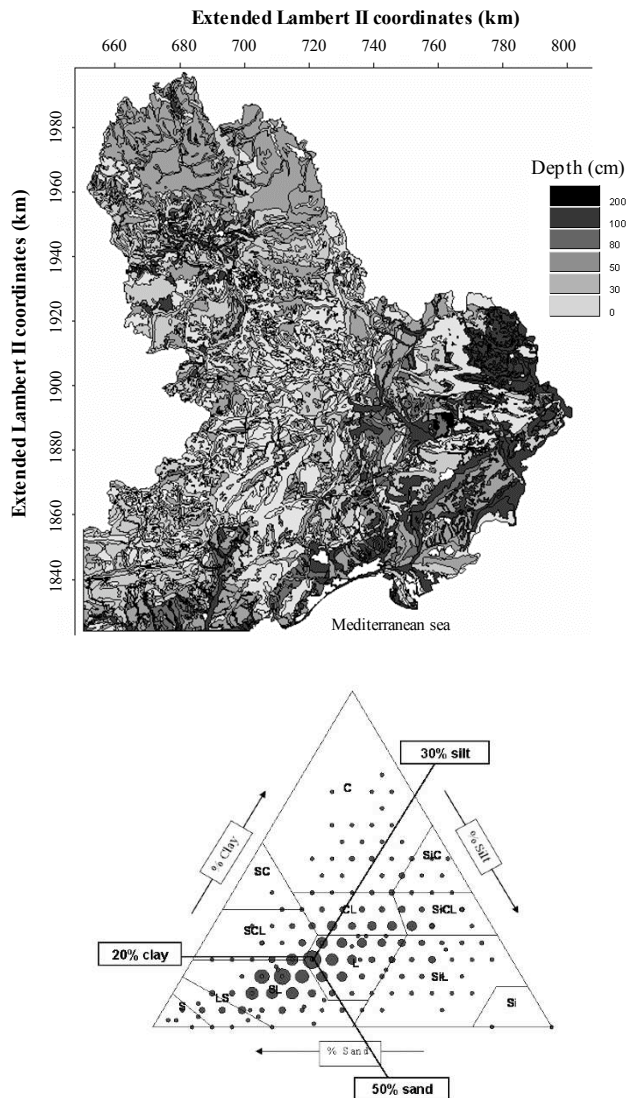 Extended Lambert II coordinates (km)
660 680 700 720 740 760 780 800
Extended Lambert II coordinates (km)
1980
1960
1940
1920
1900
1880
1860
1840
Depth (cm)
200
100
80
50
30
0
Mediterranean sea
30% silt
C
% Clay
% Silt
SC
SiC
CL
SiCL
SCL
20% clay
L
SL
SiL
LS
S
Si
% Sand
50% sand